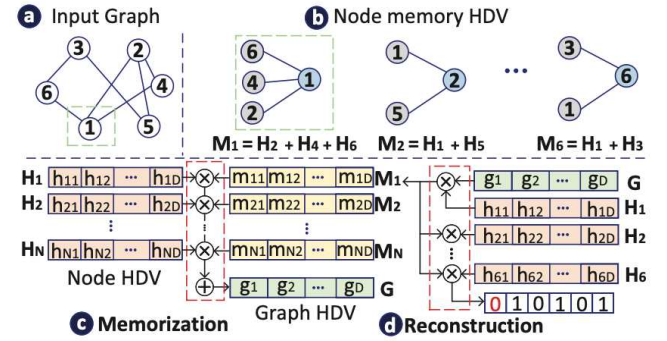 a Input Graph
b Node memory HDV
3 2 6 4 1 5
6 4 2 1
1 5 2
...
3 1 6
M1 = H2 + H4 + H6
M2 = H1 + H5
M6 = H1 + H3
H1 h11 h12 ... h1D
m11 m12 ... m1D M1
g1 g2 ... gD G
H2 h21 h22 ... h2D
m21 m22 ... m2D M2
h11 h12 ... h1D H1
h21 h22 ... h2D H2
HN hN1 hN2 ... hND
mN1 mN2 ... mND MN
h61 h62 ... h6D H6
Node HDV
g1 g2 ... gD G
0 1 0 1 0 1
c Memorization
Graph HDV
d Reconstruction